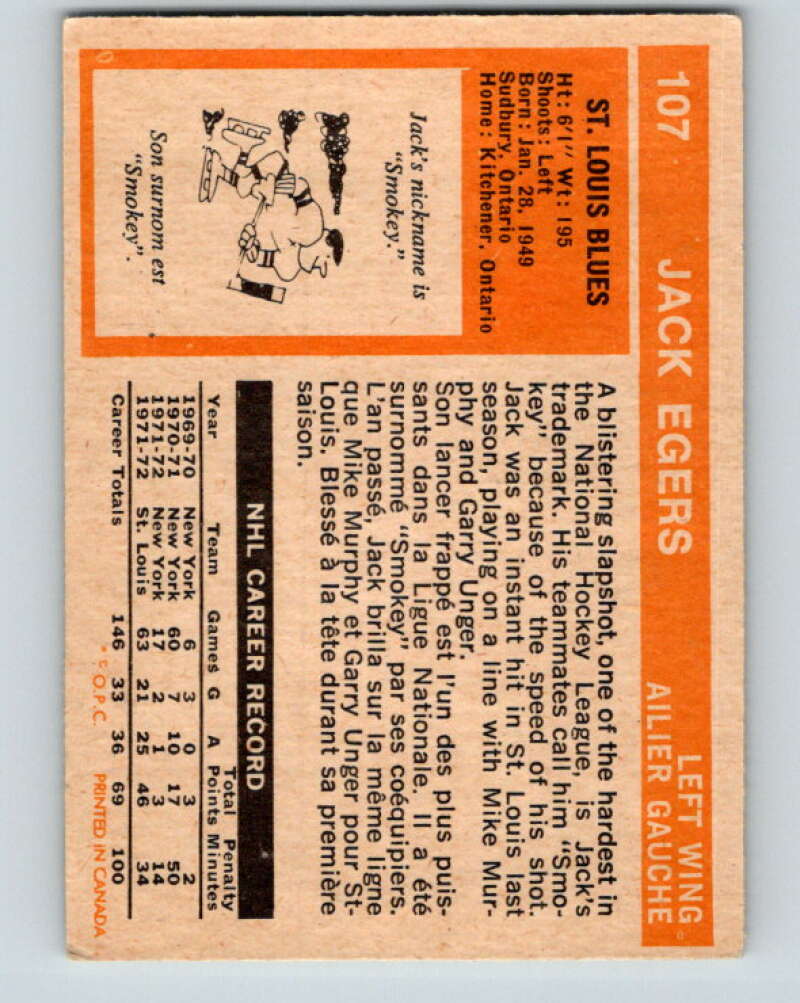 107 JACK EGERS LEFT WING
AILIER GAUCHE
ST. LOUIS BLUES
Ht: 6'1" Wt: 195
Shoots: Left
Born: Jan. 28, 1949
Sudbury, Ontario
Home: Kitchener, Ontario
Jack's nickname is
"Smokey."
Son surnom est
"Smokey".
A blistering slapshot, one of the hardest in
the National Hockey League, is Jack's
trademark. His teammates call him "Smo-
key" because of the speed of his shot.
Jack was an instant hit in St. Louis last
season, playing on a line with Mike Mur-
phy and Garry Unger.
Son lancer frappé est l'un des plus puis-
sants dans la Ligue Nationale. Il a été
surnommé "Smokey" par ses coéquipiers.
L'an passé, Jack brilla sur la même ligne
que Mike Murphy et Garry Unger pour St-
Louis. Blessé à la tête durant sa première
saison.
NHL CAREER RECORD
Total Penalty
Year Team Games G A Points Minutes
1969-70 New York 6 3 0 3 2
1970-71 New York 60 7 10 17 50
1971-72 New York 17 2 1 3 14
1971-72 St. Louis 63 21 25 46 34
Career Totals 146 33 36 69 100
* © O.P.C. PRINTED IN CANADA